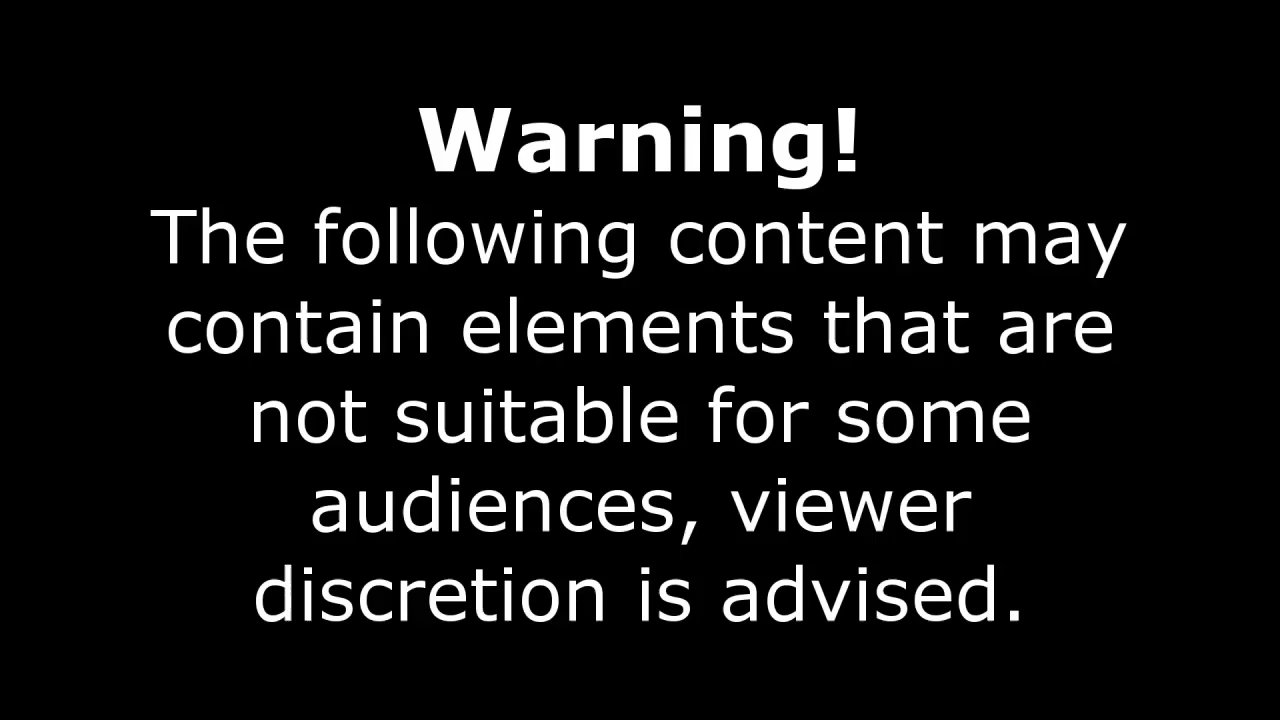 Warning!
The following content may
contain elements that are
not suitable for some
audiences, viewer
discretion is advised.